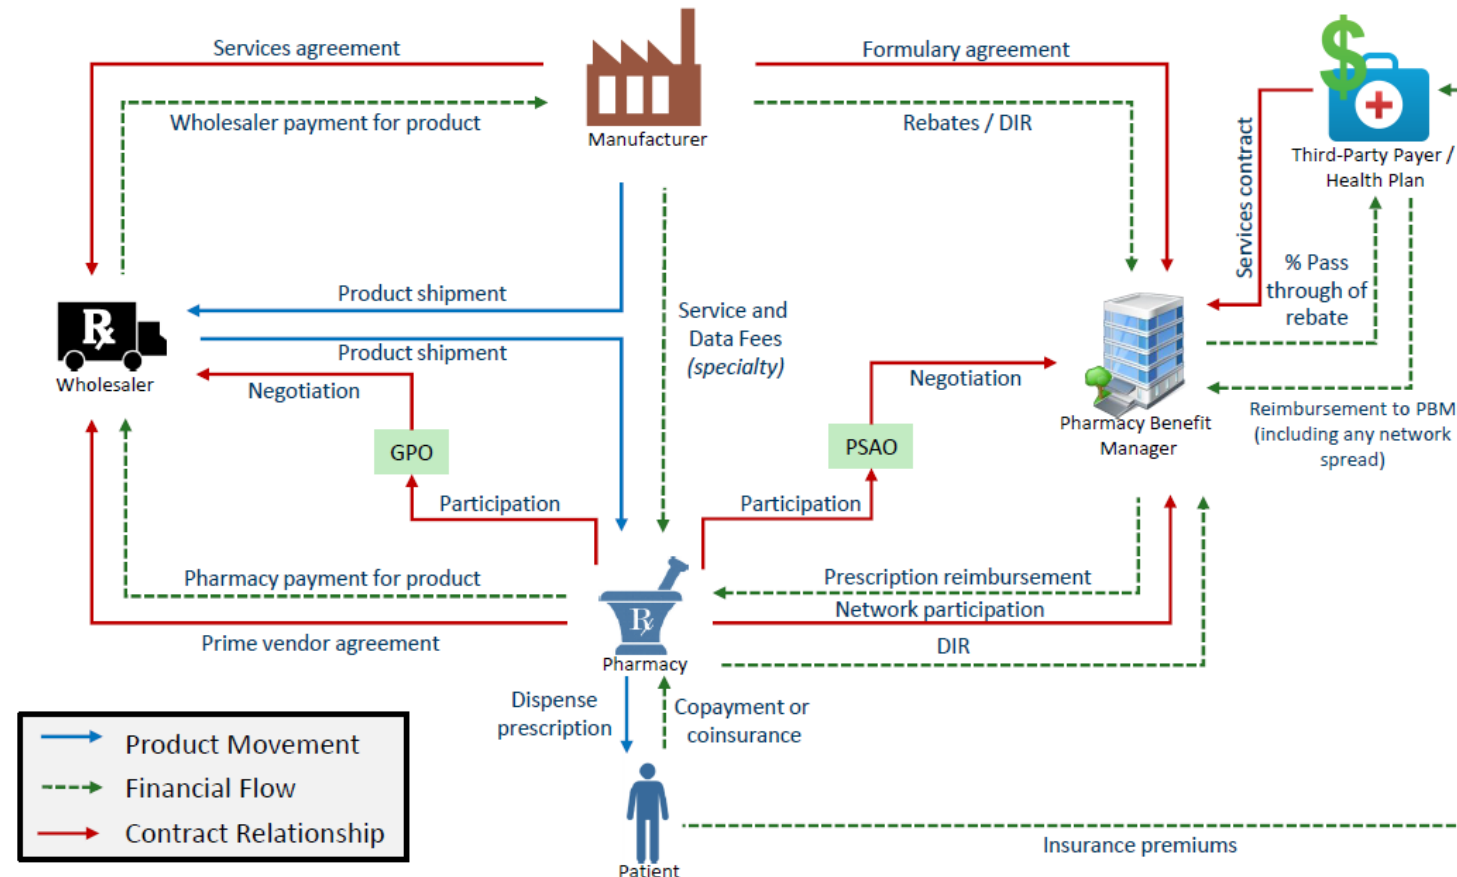 Services agreement
Formulary agreement
Wholesaler payment for product
Rebates / DIR
Manufacturer
Third-Party Payer /
Health Plan
Services contract
% Pass
through of
rebate
Product shipment
Service and
Data Fees
(specialty)
Rx
Wholesaler
Product shipment
Negotiation
Negotiation
Reimbursement to PBM
(including any network
spread)
Pharmacy Benefit
Manager
GPO
PSAO
Participation
Participation
Pharmacy payment for product
Prescription reimbursement
Network participation
Rx
Prime vendor agreement
DIR
Pharmacy
Dispense
prescription
Copayment or
coinsurance
Product Movement
Financial Flow
Contract Relationship
Insurance premiums
Patient